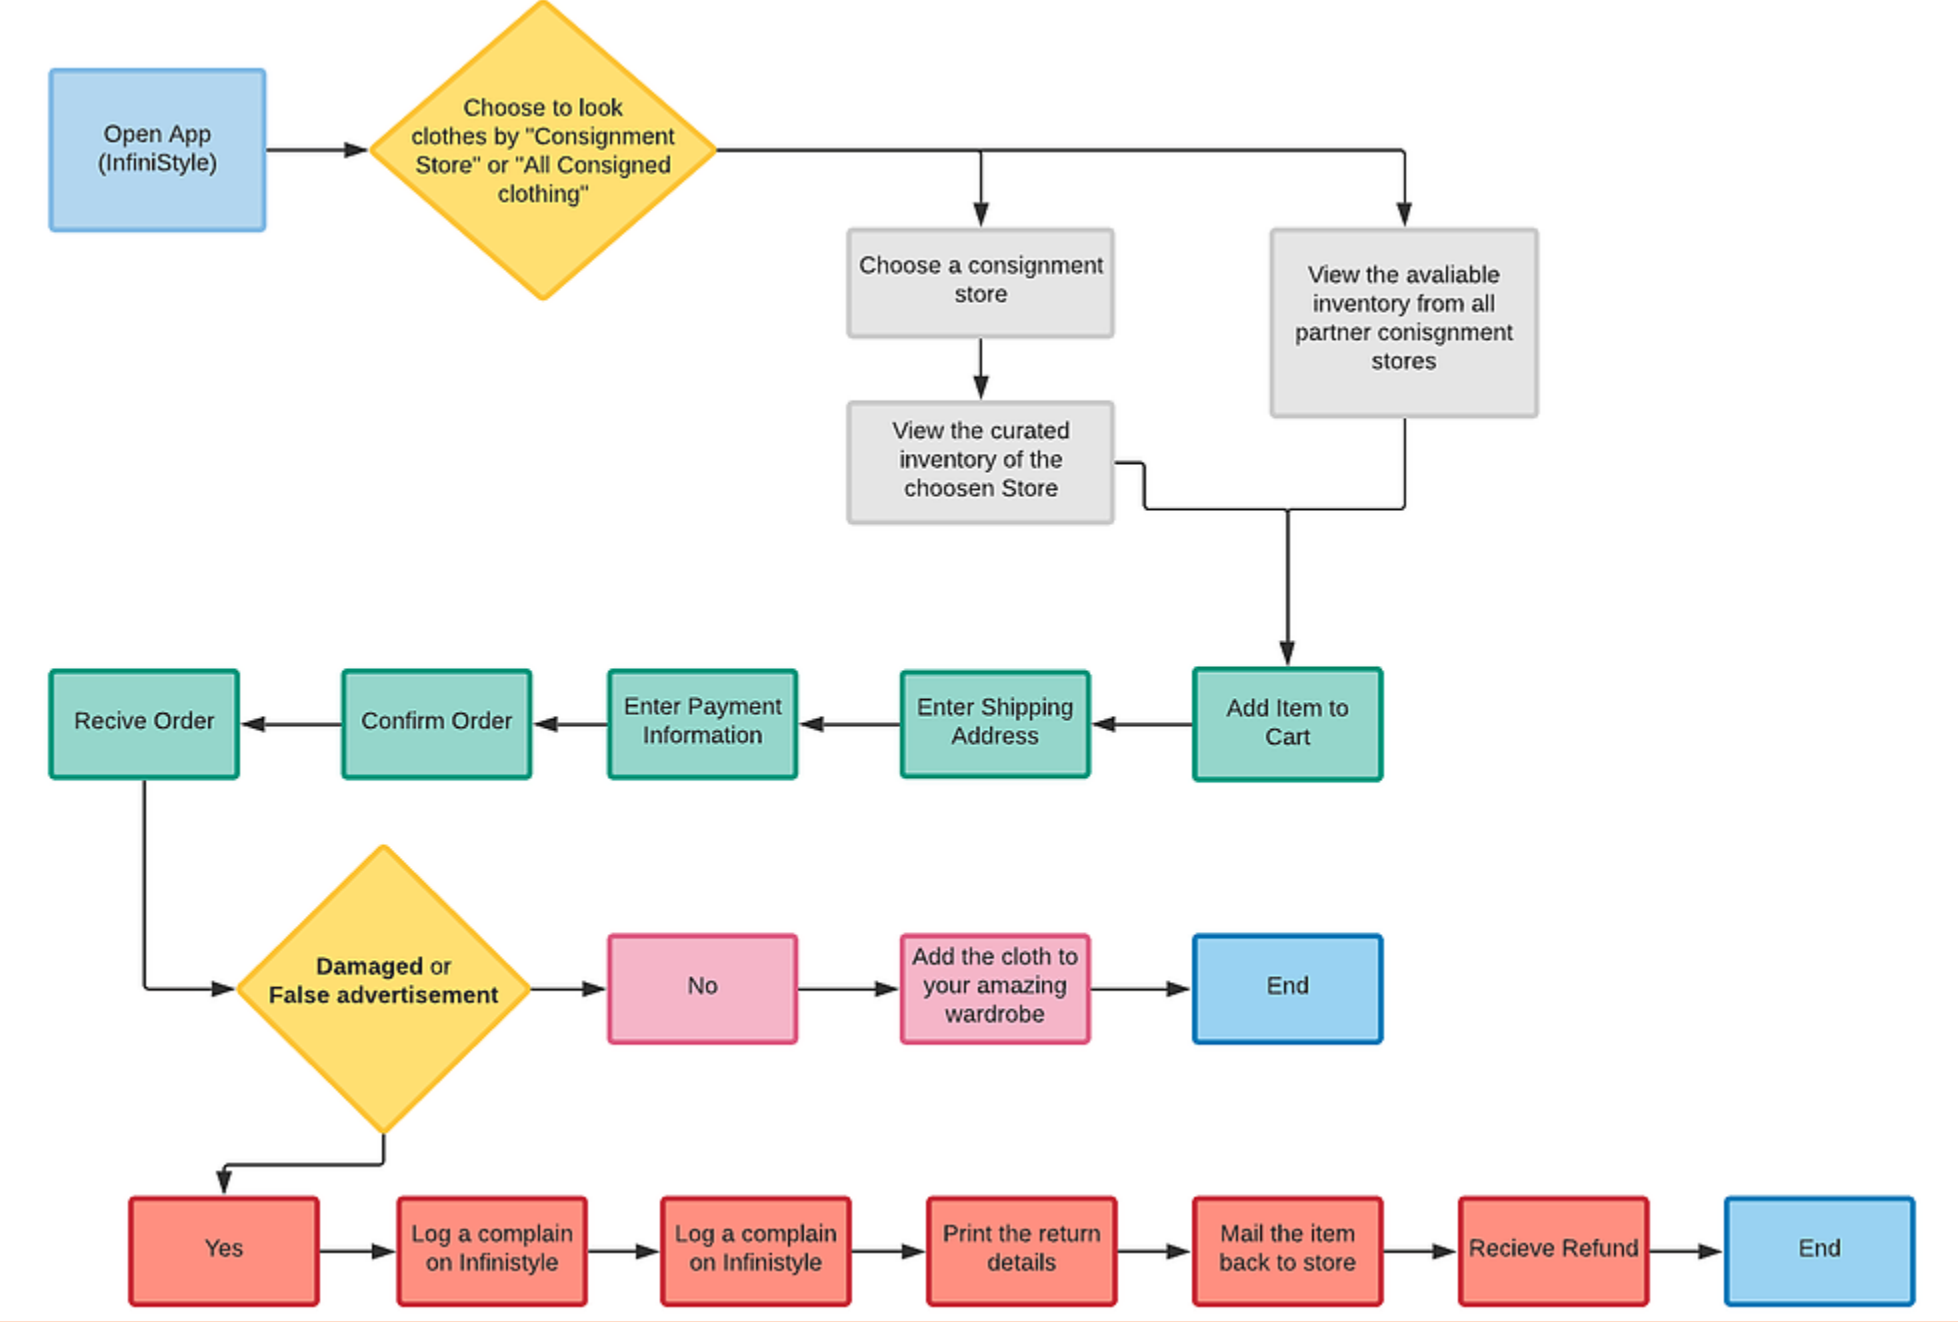 Open App
(InfiniStyle)
Choose to look
clothes by "Consignment
Store" or "All Consigned
clothing"
Choose a consignment
store
View the avaliable
inventory from all
partner conisgnment
stores
View the curated
inventory of the
choosen Store
Recive Order
Confirm Order
Enter Payment
Information
Enter Shipping
Address
Add Item to
Cart
Damaged or
False advertisement
No
Add the cloth to
your amazing
wardrobe
End
Yes
Log a complain
on Infinistyle
Log a complain
on Infinistyle
Print the return
details
Mail the item
back to store
Recieve Refund
End